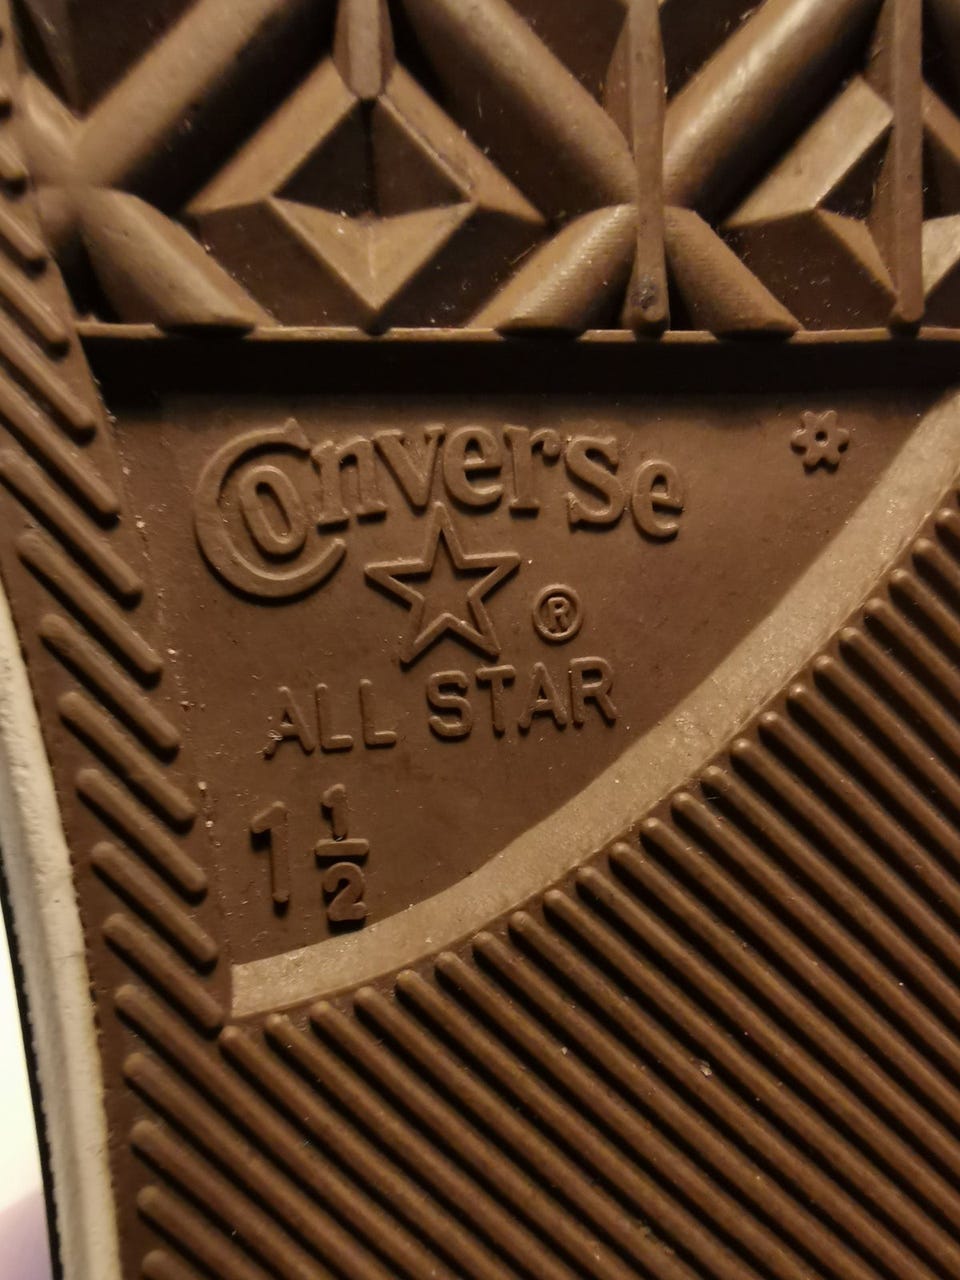 Converse
®
ALL STAR
1 1/2